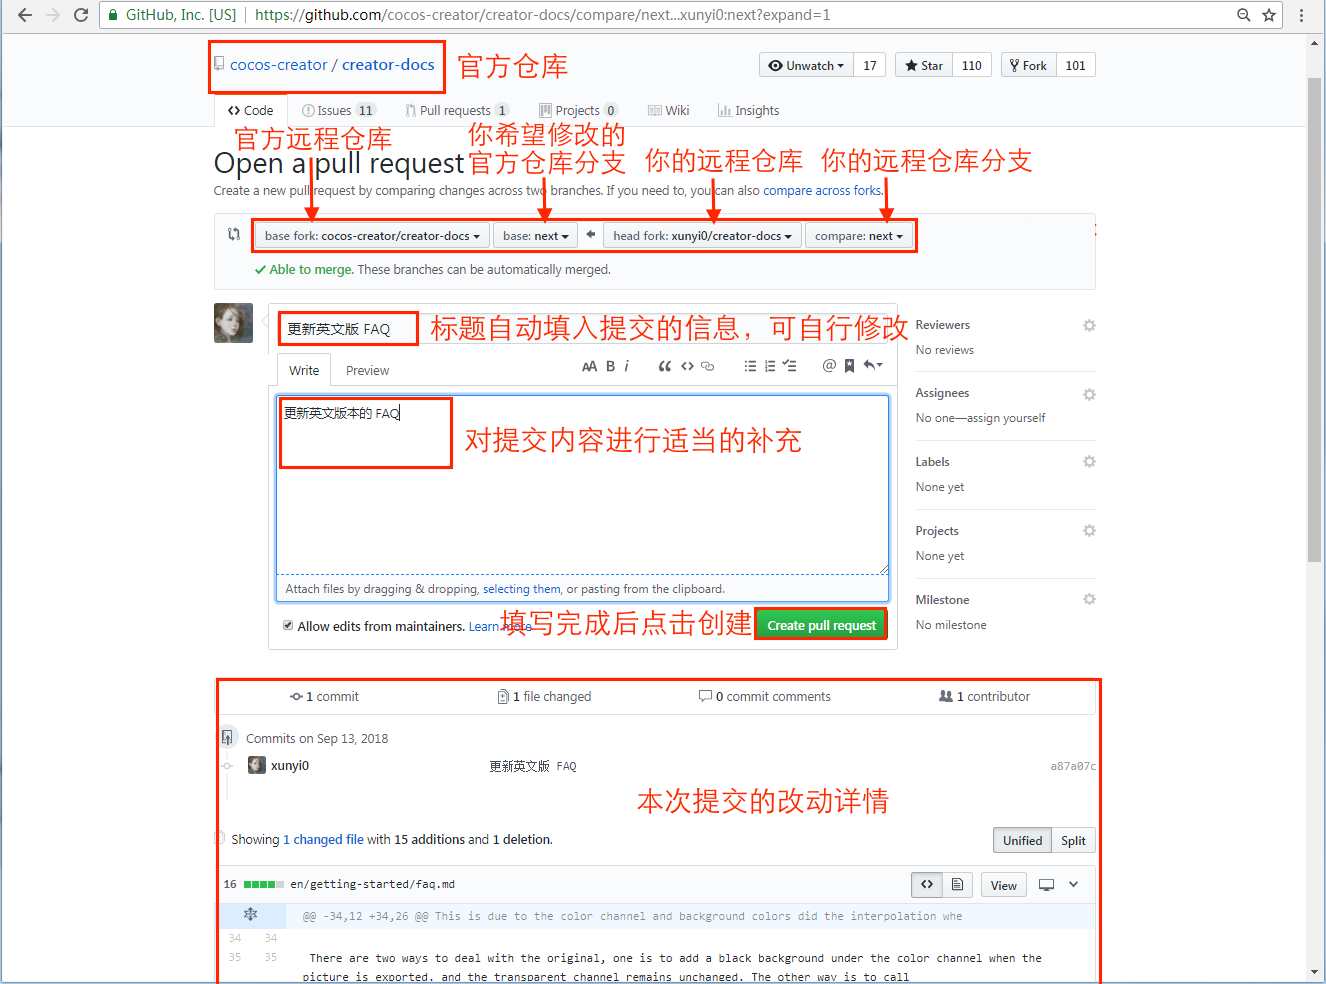 GitHub, Inc. [US] | https://github.com/cocos-creator/creator-docs/compare/next...xunyi0:next?expand=1
cocos-creator / creator-docs 官方仓库 Unwatch 17 Star 110 Fork 101
Code Issues 11 Pull requests 1 Projects 0 Wiki Insights
官方远程仓库 你希望修改的
官方仓库分支 你的远程仓库 你的远程仓库分支
Open a pull request
Create a new pull request by comparing changes across two branches. If you need to, you can also compare across forks.
base fork: cocos-creator/creator-docs base: next head fork: xunyi0/creator-docs compare: next
Able to merge. These branches can be automatically merged.
更新英文版 FAQ 标题自动填入提交的信息，可自行修改
Write Preview AA B i
更新英文版本的 FAQ
对提交内容进行适当的补充
Attach files by dragging & dropping, selecting them, or pasting from the clipboard.
Allow edits from maintainers. Learn more 填写完成后点击创建 Create pull request
Reviewers
No reviews
Assignees
No one—assign yourself
Labels
None yet
Projects
None yet
Milestone
No milestone
1 commit 1 file changed 0 commit comments 1 contributor
Commits on Sep 13, 2018
xunyi0 更新英文版 FAQ a87a07c
本次提交的改动详情
Showing 1 changed file with 15 additions and 1 deletion. Unified Split
16 en/getting-started/faq.md View
@@ -34,12 +34,26 @@ This is due to the color channel and background colors did the interpolation whe
34 34
35 35 There are two ways to deal with the original, one is to add a black background under the color channel when the
picture is exported, and the transparent channel remains unchanged. The other way is to call